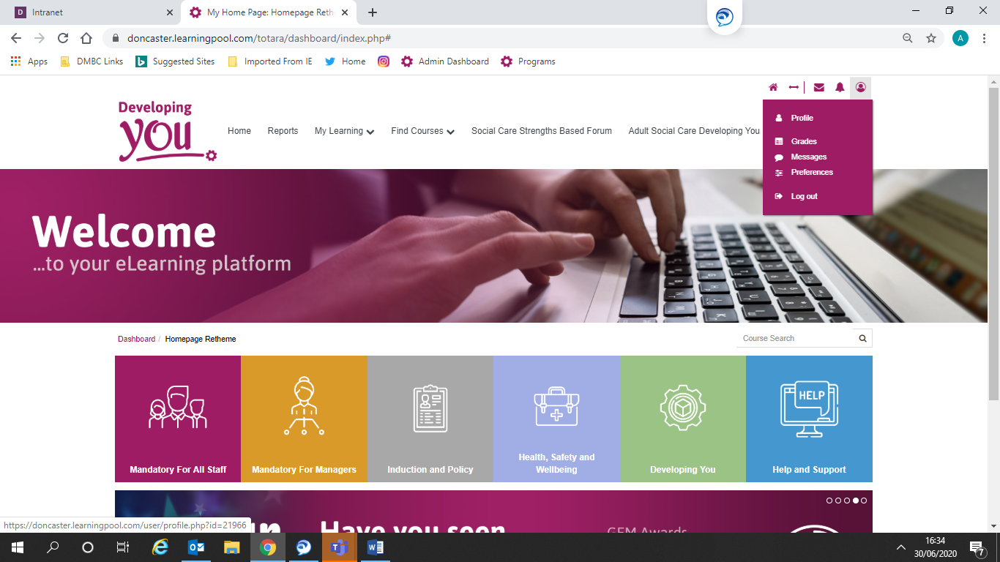 Intranet
My Home Page: Homepage Reth
doncaster.learningpool.com/totara/dashboard/index.php#
A
Apps
DMBC Links
Suggested Sites
Imported From IE
Home
Admin Dashboard
Programs
Developing
you
Home
Reports
My Learning
Find Courses
Social Care Strengths Based Forum
Adult Social Care Developing You
Profile
Grades
Messages
Preferences
Log out
Welcome
...to your eLearning platform
Dashboard / Homepage Retheme
Course Search
HELP
Mandatory For All Staff
Mandatory For Managers
Induction and Policy
Health, Safety and
Wellbeing
Developing You
Help and Support
Have you seen
GEM Awards
https://doncaster.learningpool.com/user/profile.php?id=21966
16:34
30/06/2020
7